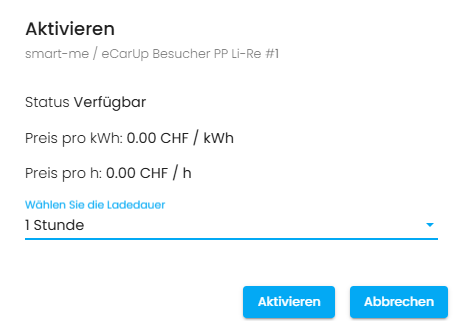 Aktivieren
smart-me / eCarUp Besucher PP Li-Re #1
Status Verfügbar
Preis pro kWh: 0.00 CHF / kWh
Preis pro h: 0.00 CHF / h
Wählen Sie die Ladedauer
1 Stunde
Aktivieren Abbrechen